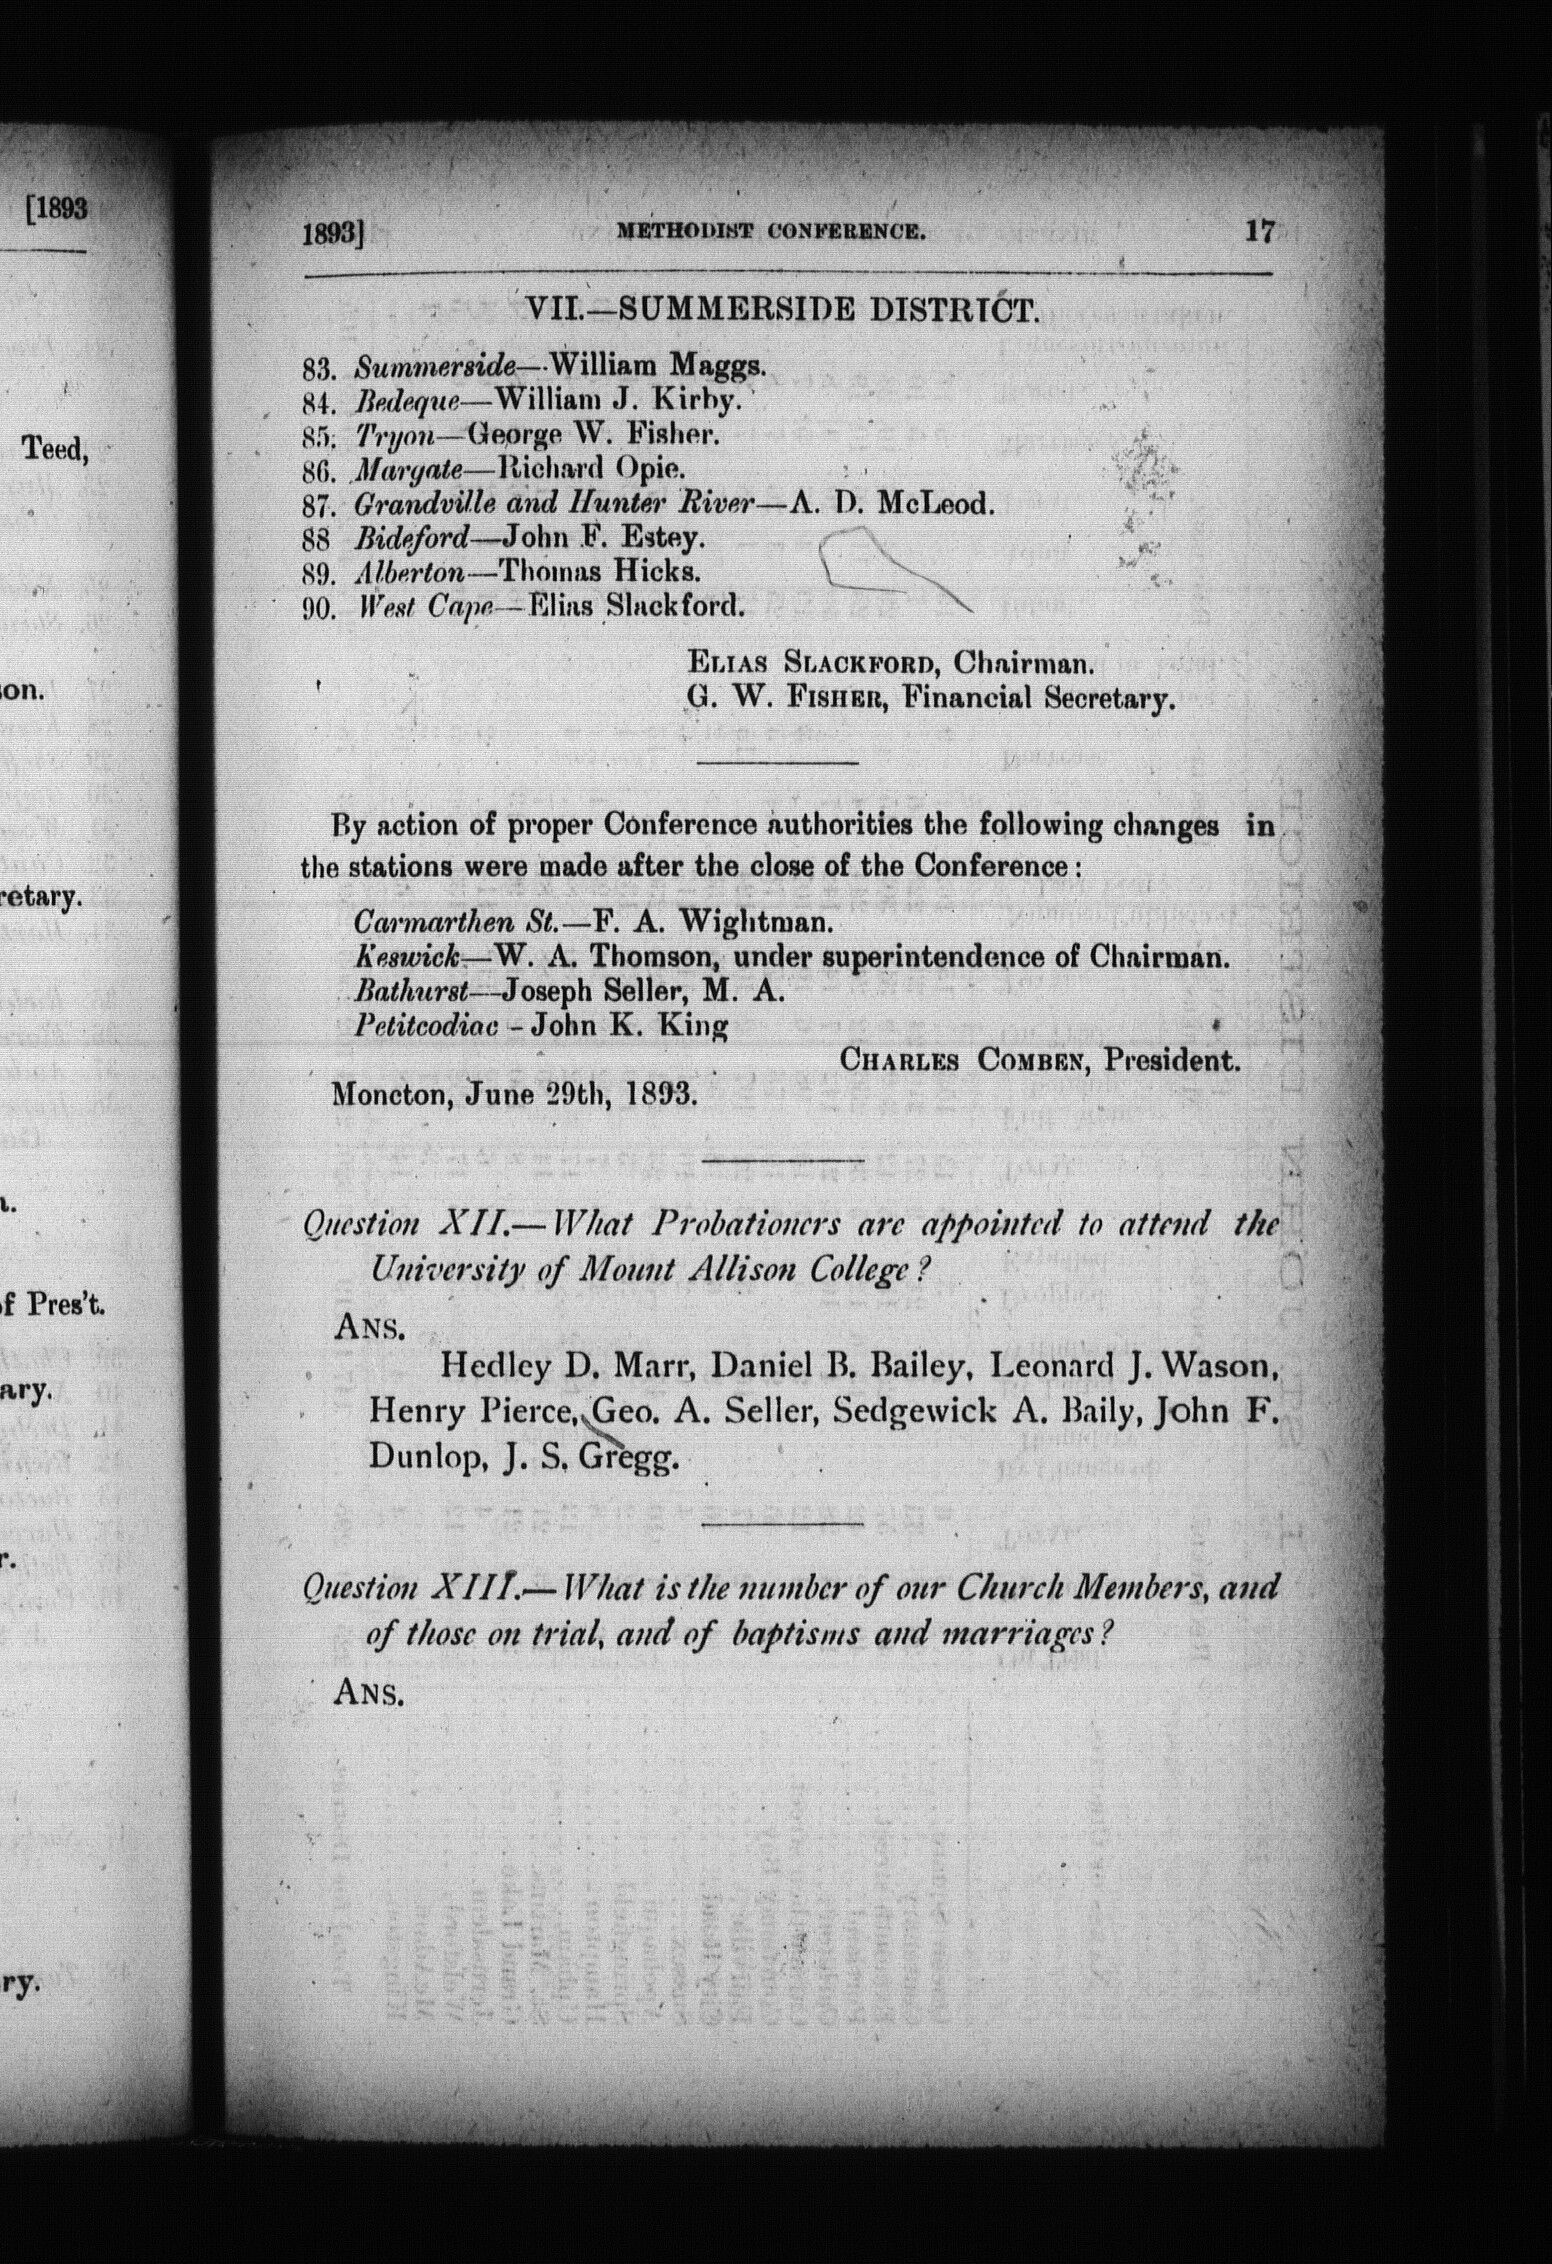 [1893
Teed,
on.
retary.
of Pres't.
ary.
r.
ry.
1893] METHODIST CONFERENCE. 17
VII.—SUMMERSIDE DISTRICT.
83. Summerside—William Maggs.
84. Bedeque—William J. Kirby.
85. Tryon—George W. Fisher.
86. Margate—Richard Opie.
87. Grandville and Hunter River—A. D. McLeod.
88 Bideford—John F. Estey.
89. Alberton—Thomas Hicks.
90. West Cape—Elias Slackford.
ELIAS SLACKFORD, Chairman.
G. W. FISHER, Financial Secretary.
By action of proper Conference authorities the following changes in
the stations were made after the close of the Conference:
Carmarthen St.—F. A. Wightman.
Keswick—W. A. Thomson, under superintendence of Chairman.
Bathurst—Joseph Seller, M. A.
Petitcodiac – John K. King
CHARLES COMBEN, President.
Moncton, June 29th, 1893.
Question XII.—What Probationers are appointed to attend the
University of Mount Allison College?
ANS.
Hedley D. Marr, Daniel B. Bailey, Leonard J. Wason,
Henry Pierce, Geo. A. Seller, Sedgewick A. Baily, John F.
Dunlop, J. S. Gregg.
Question XIII.—What is the number of our Church Members, and
of those on trial, and of baptisms and marriages?
ANS.